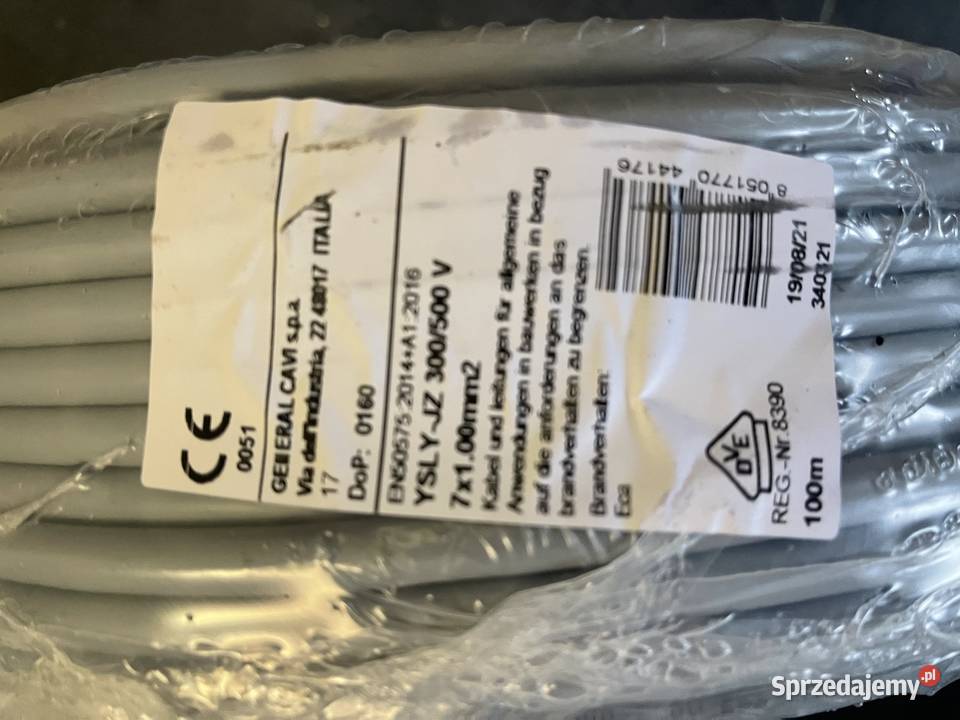 CE
0051
GENERAL CAVI s.p.a
Via dell'industria, 22 48017 ITALIA
17
DoP: 0160
EN50575:2014+A1:2016
YSLY-JZ 300/500 V
7x1.00mm2
Kabel und leitungen für allgemeine
Anwendungen in bauwerken in bezug
auf die anforderungen an das
brandverhalten zu begrenzen.
Brandverhalten:
Eca
8 051770 44176
19/08/21
340321
DVE
REG.-Nr.8390
100m
Sprzedajemy.pl